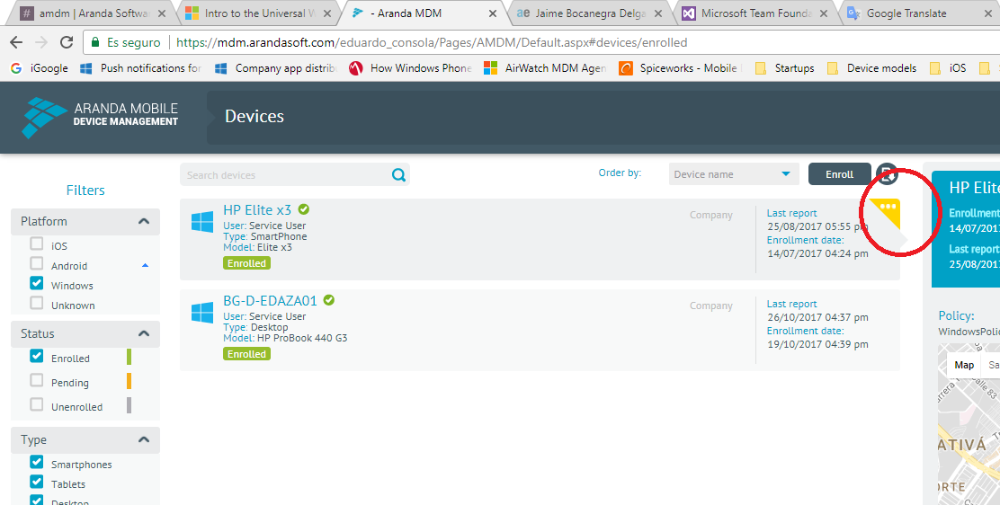 amdm | Aranda Softwa
Intro to the Universal W
- Aranda MDM
Jaime Bocanegra Delga
Microsoft Team Founda
Google Translate
Es seguro | https://mdm.arandasoft.com/eduardo_consola/Pages/AMDM/Default.aspx#devices/enrolled
iGoogle
Push notifications for
Company app distrib
How Windows Phone
AirWatch MDM Agen
Spiceworks - Mobile
Startups
Device models
iOS
ARANDA MOBILE
DEVICE MANAGEMENT
Devices
Filters
Platform
iOS
Android
Windows
Unknown
Status
Enrolled
Pending
Unenrolled
Type
Smartphones
Tablets
Desktop
Search devices
Order by:
Device name
Enroll
HP Elite x3
User: Service User
Type: SmartPhone
Model: Elite x3
Enrolled
Company
Last report
25/08/2017 05:55 pm
Enrollment date:
14/07/2017 04:24 pm
BG-D-EDAZA01
User: Service User
Type: Desktop
Model: HP ProBook 440 G3
Enrolled
Company
Last report
26/10/2017 04:37 pm
Enrollment date:
19/10/2017 04:39 pm
HP Elite
Enrollment
14/07/2017
Last report
25/08/2017
Policy:
WindowsPolic
Map
Sa
Calle 83
ATIVÁ
ORTE